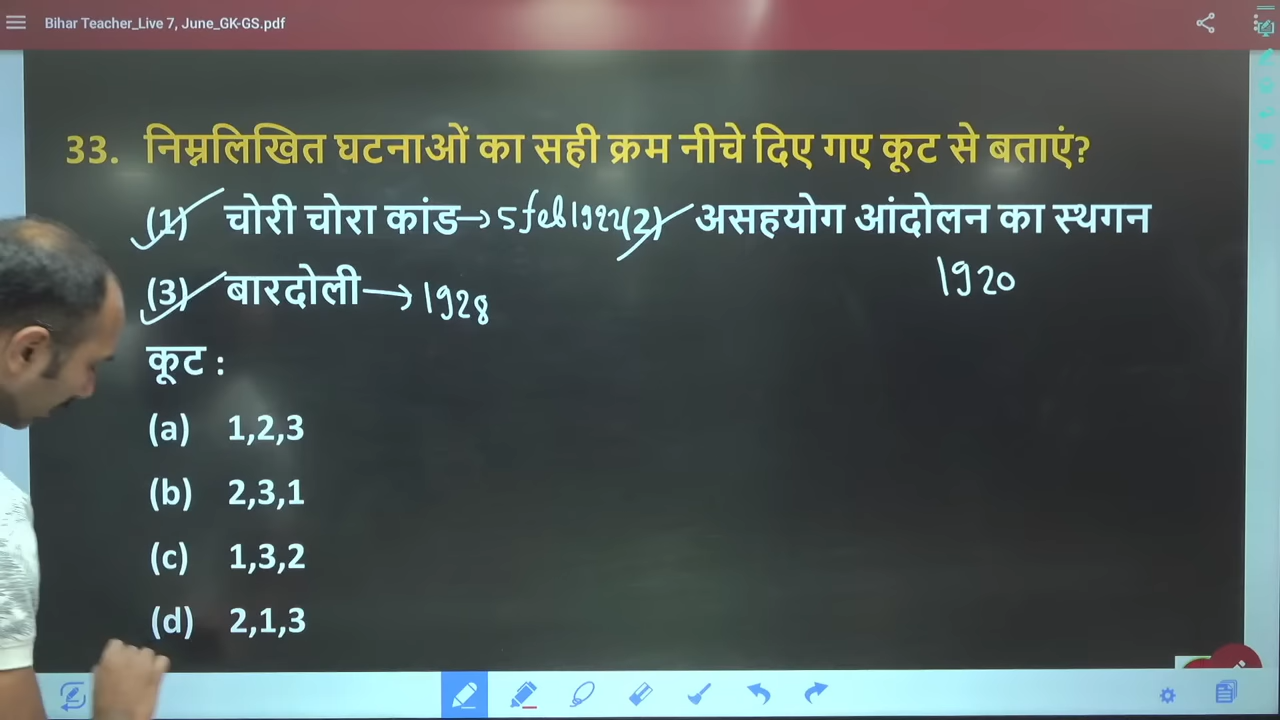 Bihar Teacher_Live 7, June_GK-GS.pdf
33. निम्नलिखित घटनाओं का सही क्रम नीचे दिए गए कूट से बताएं?
(1) चोरी चोरा कांड→ 5 feb 1922 (2) असहयोग आंदोलन का स्थगन
1920
(3) बारदोली → 1928
कूट :
(a) 1,2,3
(b) 2,3,1
(c) 1,3,2
(d) 2,1,3